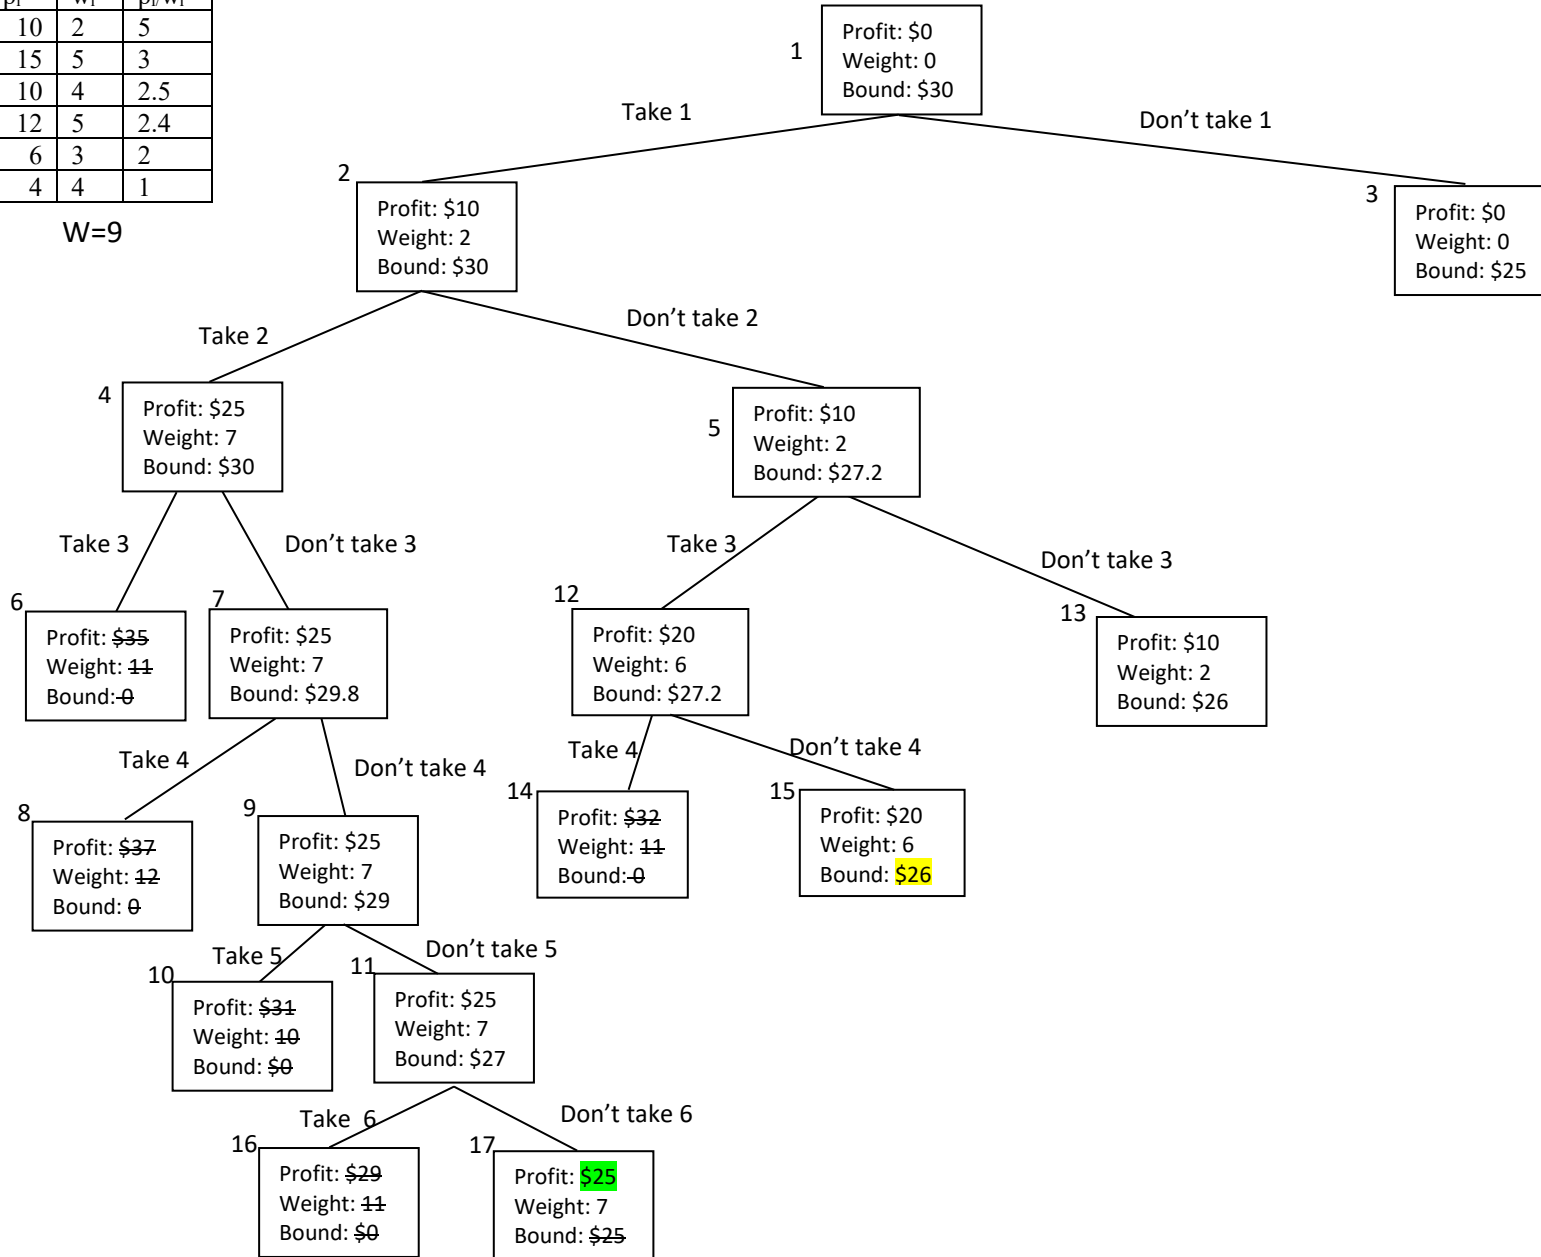 pi wi pi/wi
10 2 5
15 5 3
10 4 2.5
12 5 2.4
6 3 2
4 4 1
W=9
1
Profit: $0
Weight: 0
Bound: $30
Take 1
Don't take 1
2
Profit: $10
Weight: 2
Bound: $30
3
Profit: $0
Weight: 0
Bound: $25
Take 2
Don't take 2
4
Profit: $25
Weight: 7
Bound: $30
5
Profit: $10
Weight: 2
Bound: $27.2
Take 3
Don't take 3
Take 3
Don't take 3
6
Profit: $35
Weight: 11
Bound: 0
7
Profit: $25
Weight: 7
Bound: $29.8
12
Profit: $20
Weight: 6
Bound: $27.2
13
Profit: $10
Weight: 2
Bound: $26
Take 4
Don't take 4
Take 4
Don't take 4
8
Profit: $37
Weight: 12
Bound: 0
9
Profit: $25
Weight: 7
Bound: $29
14
Profit: $32
Weight: 11
Bound: 0
15
Profit: $20
Weight: 6
Bound: $26
Take 5
Don't take 5
10
Profit: $31
Weight: 10
Bound: $0
11
Profit: $25
Weight: 7
Bound: $27
Take 6
Don't take 6
16
Profit: $29
Weight: 11
Bound: $0
17
Profit: $25
Weight: 7
Bound: $25